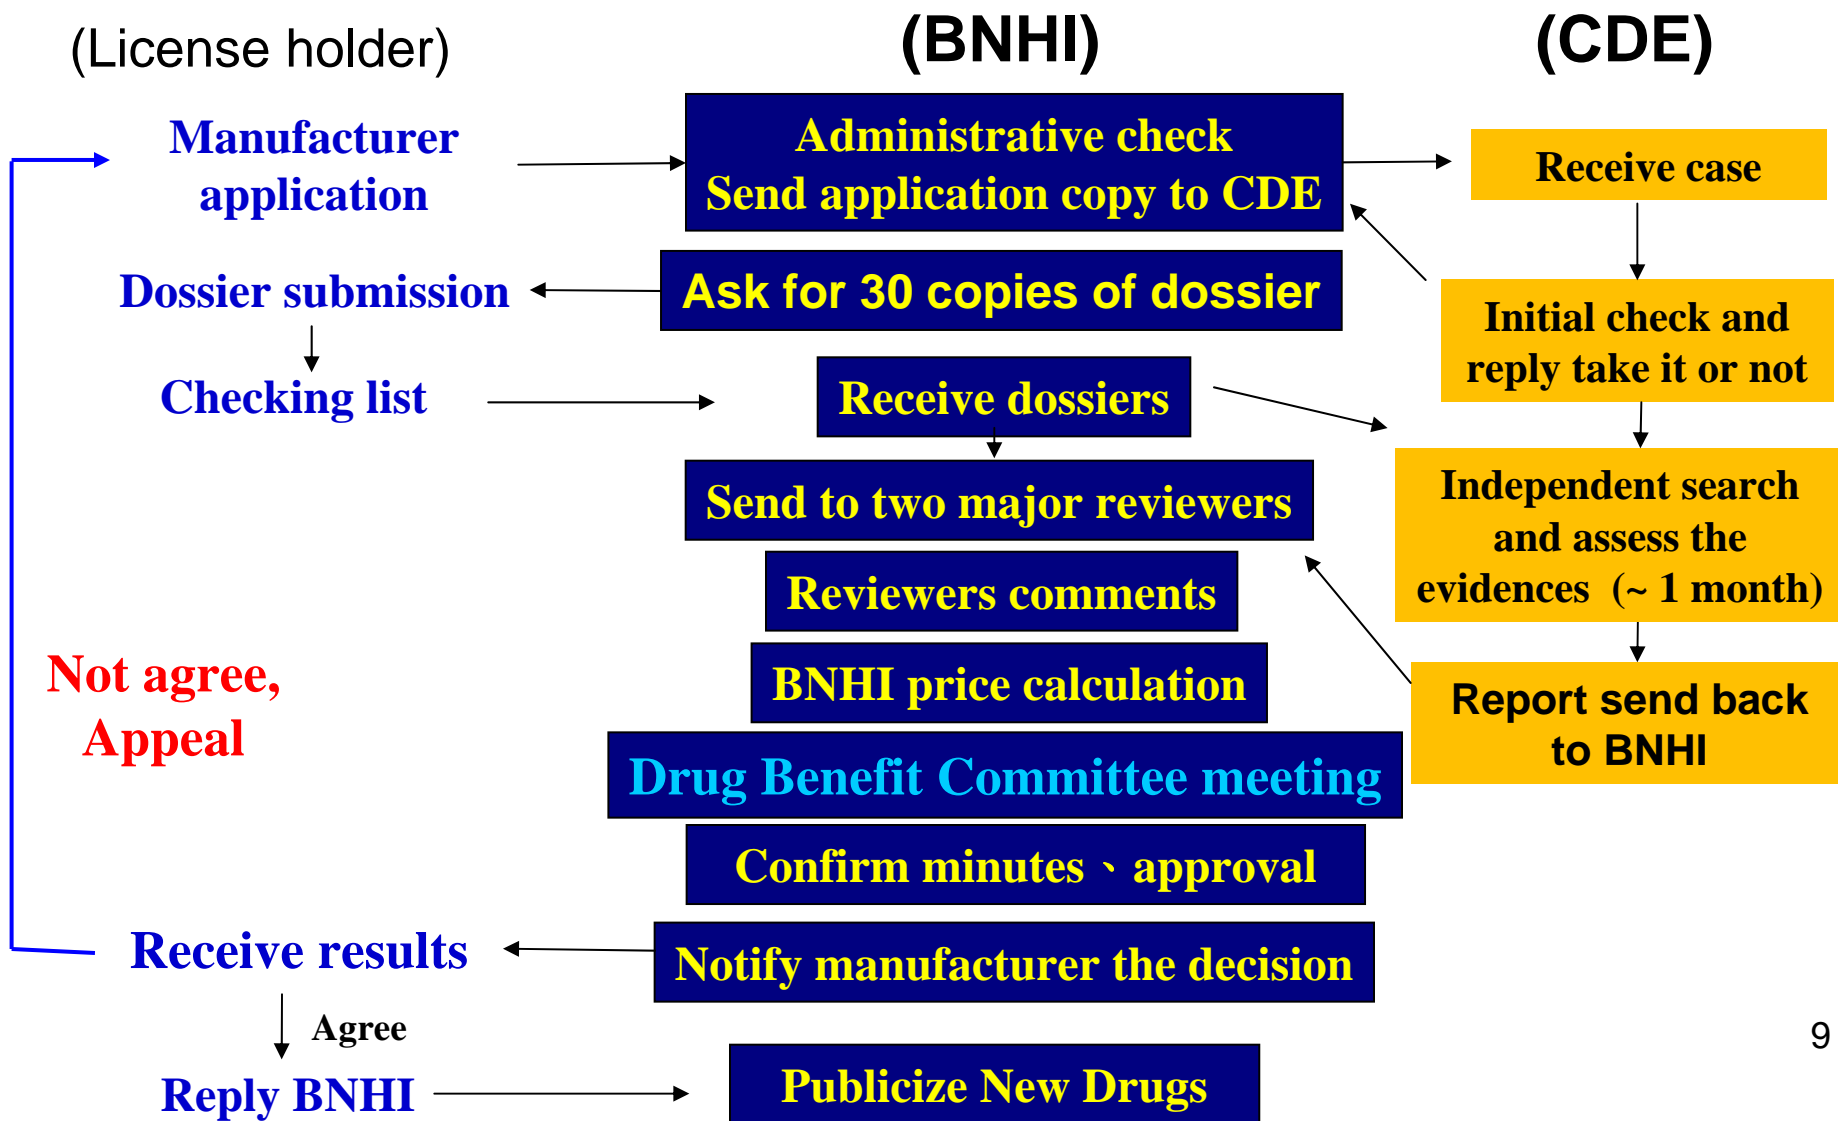 (License holder)
(BNHI)
(CDE)
Manufacturer
application
Administrative check
Send application copy to CDE
Receive case
Dossier submission
Ask for 30 copies of dossier
Initial check and
reply take it or not
Checking list
Receive dossiers
Send to two major reviewers
Independent search
and assess the
evidences (~ 1 month)
Reviewers comments
BNHI price calculation
Report send back
to BNHI
Not agree,
Appeal
Drug Benefit Committee meeting
Confirm minutes、approval
Receive results
Notify manufacturer the decision
Agree
Reply BNHI
Publicize New Drugs
9